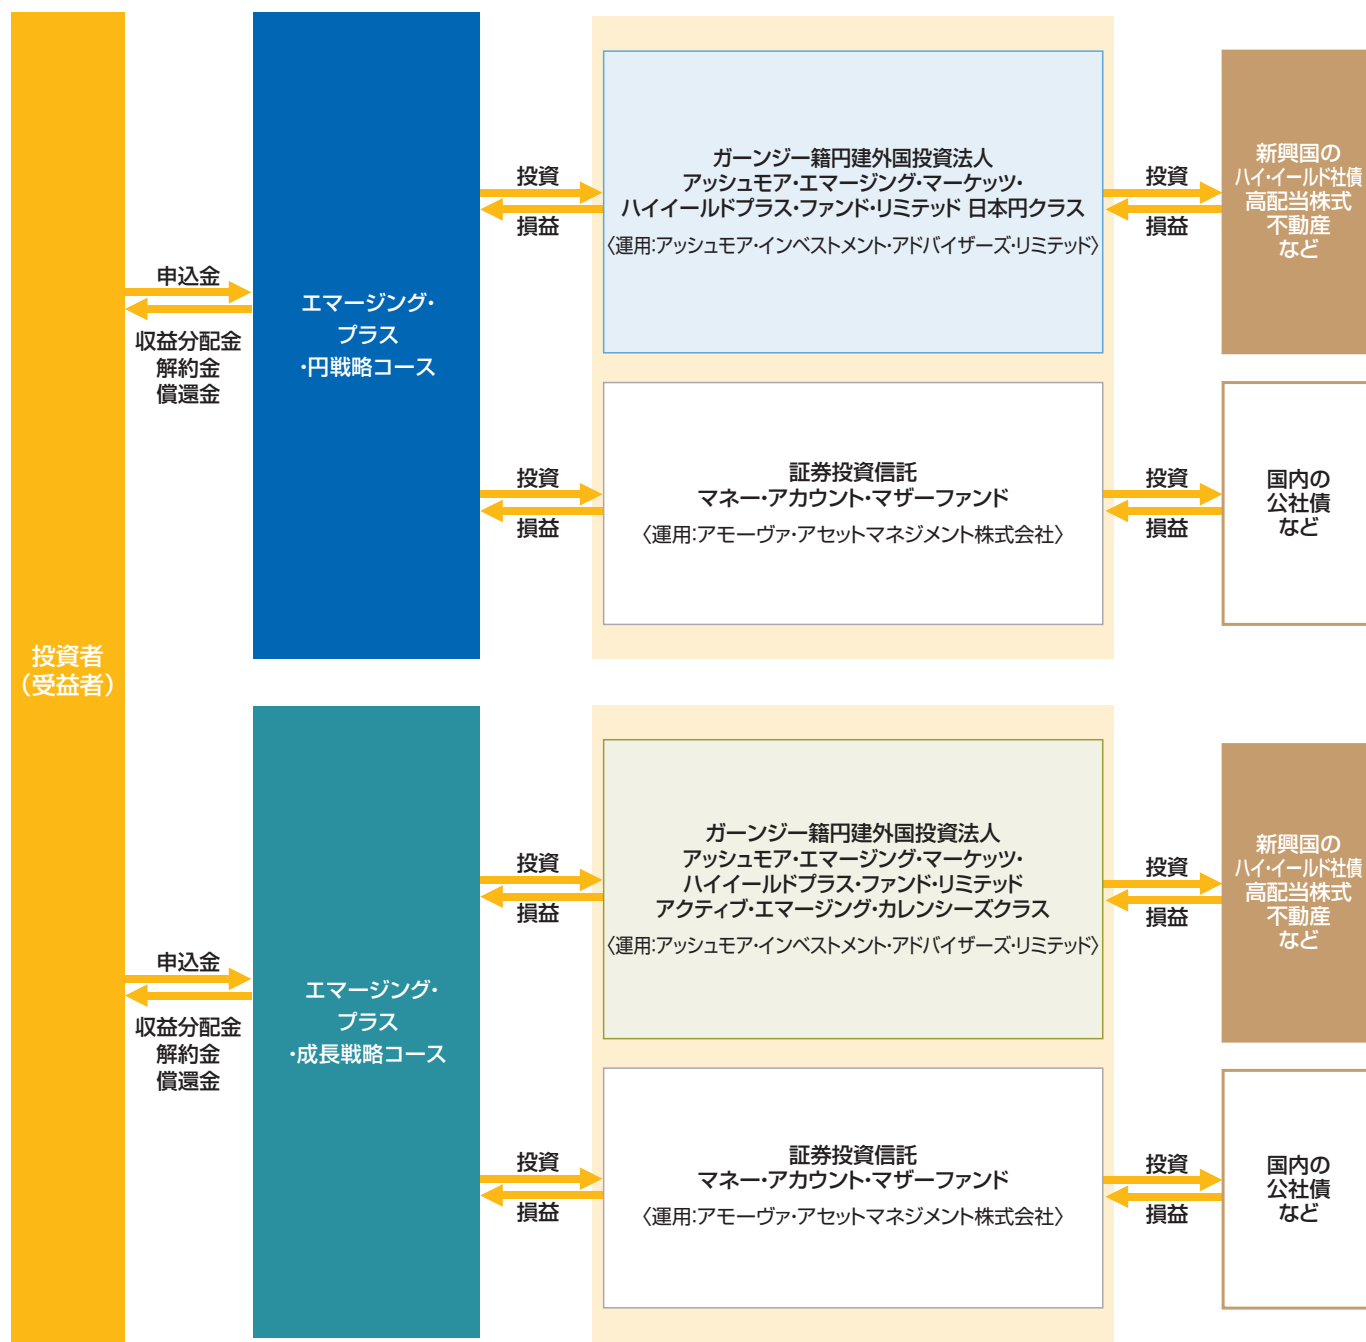 投資者
（受益者）
申込金
収益分配金
解約金
償還金
エマージング・
プラス
・円戦略コース
投資
損益
ガーンジー籍円建外国投資法人
アッシュモア・エマージング・マーケッツ・
ハイイールドプラス・ファンド・リミテッド 日本円クラス
〈運用:アッシュモア・インベストメント・アドバイザーズ・リミテッド〉
投資
損益
新興国の
ハイ・イールド社債
高配当株式
不動産
など
投資
損益
証券投資信託
マネー・アカウント・マザーファンド
〈運用:アモーヴァ・アセットマネジメント株式会社〉
投資
損益
国内の
公社債
など
申込金
収益分配金
解約金
償還金
エマージング・
プラス
・成長戦略コース
投資
損益
ガーンジー籍円建外国投資法人
アッシュモア・エマージング・マーケッツ・
ハイイールドプラス・ファンド・リミテッド
アクティブ・エマージング・カレンシーズクラス
〈運用:アッシュモア・インベストメント・アドバイザーズ・リミテッド〉
投資
損益
新興国の
ハイ・イールド社債
高配当株式
不動産
など
投資
損益
証券投資信託
マネー・アカウント・マザーファンド
〈運用:アモーヴァ・アセットマネジメント株式会社〉
投資
損益
国内の
公社債
など